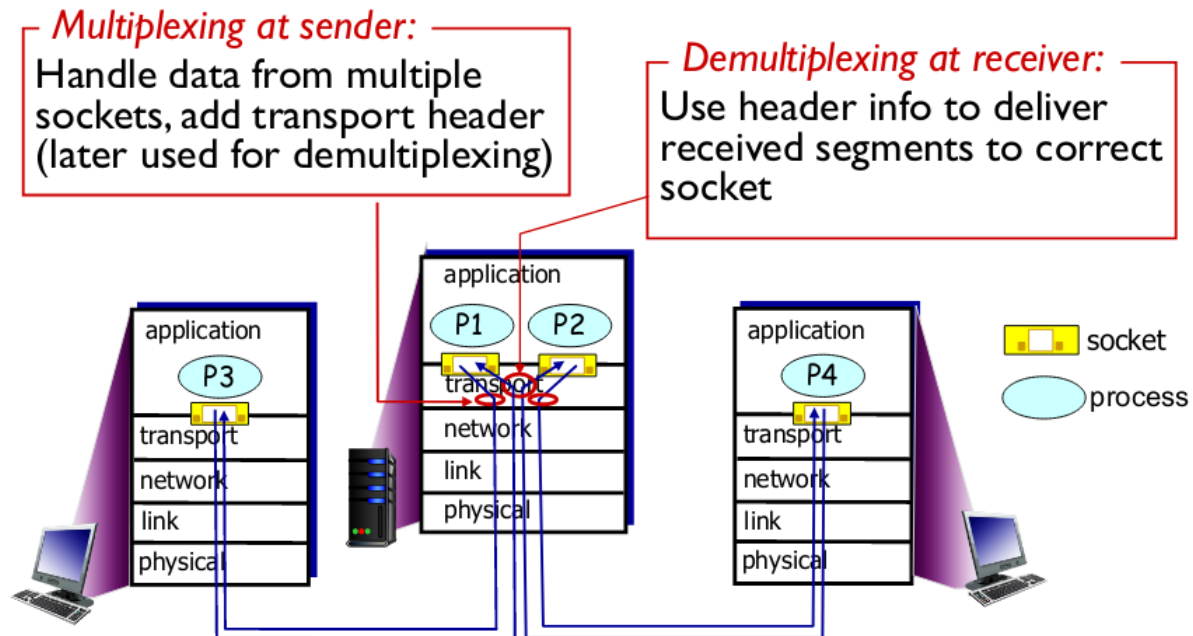 Multiplexing at sender:
Handle data from multiple
sockets, add transport header
(later used for demultiplexing)
Demultiplexing at receiver:
Use header info to deliver
received segments to correct
socket
application
P3
transport
network
link
physical
application
P1 P2
transport
network
link
physical
application
P4
transport
network
link
physical
socket
process